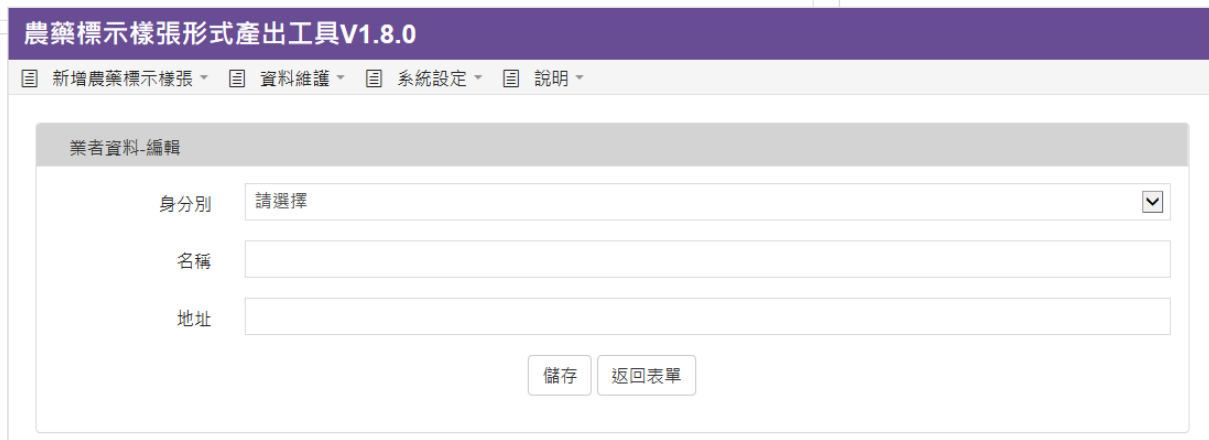 農藥標示樣張形式產出工具V1.8.0
新增農藥標示樣張 資料維護 系統設定 說明
業者資料-編輯
身分別 請選擇
名稱
地址
儲存 返回表單